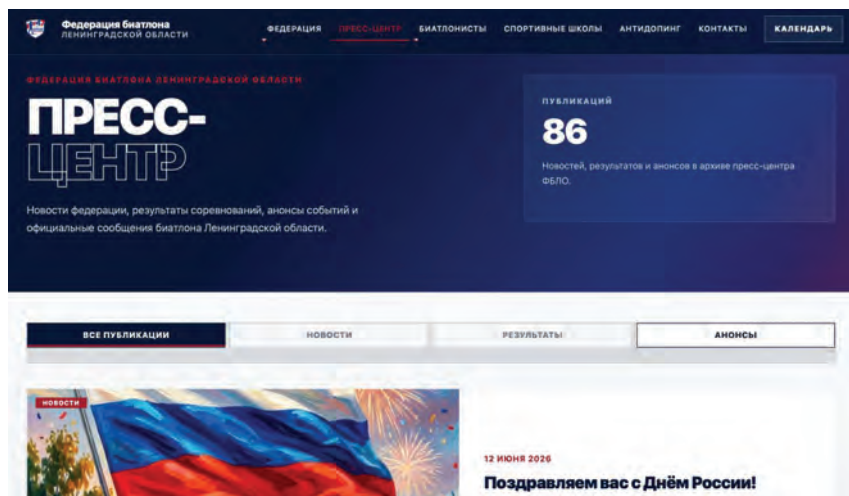 Федерация биатлона
ЛЕНИНГРАДСКОЙ ОБЛАСТИ
ФЕДЕРАЦИЯ
ПРЕСС-ЦЕНТР
БИАТЛОНИСТЫ
СПОРТИВНЫЕ ШКОЛЫ
АНТИДОПИНГ
КОНТАКТЫ
КАЛЕНДАРЬ
ФЕДЕРАЦИЯ БИАТЛОНА ЛЕНИНГРАДСКОЙ ОБЛАСТИ
ПРЕСС-
ЦЕНТР
Новости федерации, результаты соревнований, анонсы событий и
официальные сообщения биатлона Ленинградской области.
ПУБЛИКАЦИЙ
86
Новостей, результатов и анонсов в архиве пресс-центра
ФБЛО.
ВСЕ ПУБЛИКАЦИИ
НОВОСТИ
РЕЗУЛЬТАТЫ
АНОНСЫ
НОВОСТИ
12 ИЮНЯ 2026
Поздравляем вас с Днём России!